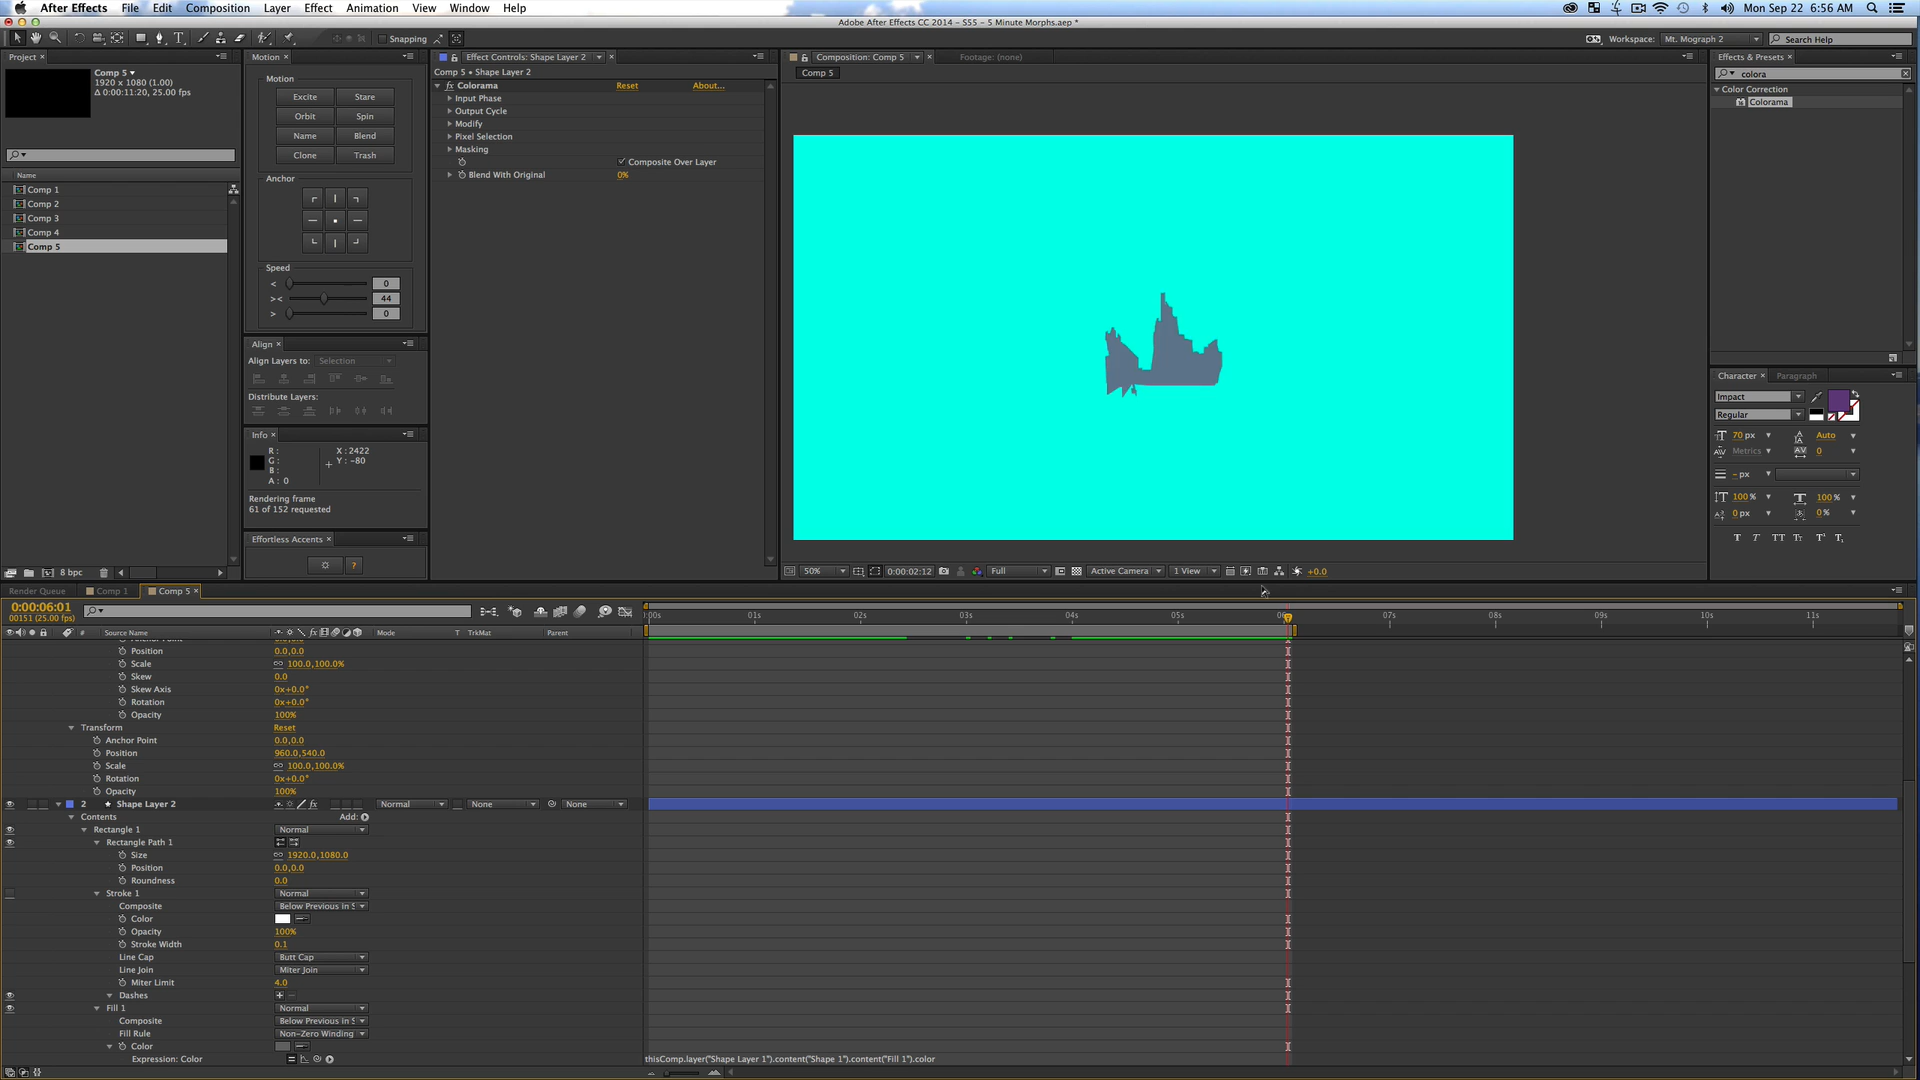 After Effects File Edit Composition Layer Effect Animation View Window Help Mon Sep 22 6:56 AM
Adobe After Effects CC 2014 - S55 - 5 Minute Morphs.aep *
Snapping Workspace: Mt. Mograph 2 Search Help
Project
Comp 5
1920 x 1080 (1.00)
Δ 0:00:11:20, 25.00 fps
Name
Comp 1
Comp 2
Comp 3
Comp 4
Comp 5
8 bpc
Motion
Motion
Excite Stare
Orbit Spin
Name Blend
Clone Trash
Anchor
Speed
< 0
>< 44
> 0
Align
Align Layers to: Selection
Distribute Layers:
Info
R:
G:
B:
A: 0
X: 2422
Y: -80
Rendering frame
61 of 152 requested
Effortless Accents
?
Effect Controls: Shape Layer 2
Comp 5 • Shape Layer 2
fx Colorama Reset About...
Input Phase
Output Cycle
Modify
Pixel Selection
Masking
Composite Over Layer
Blend With Original 0%
Composition: Comp 5 Footage: (none)
Comp 5
50% 0:00:02:12 Full Active Camera 1 View +0.0
Effects & Presets
colora
Color Correction
Colorama
Character Paragraph
Impact
Regular
70 px Auto
Metrics 0
- px
100% 100%
0 px 0%
T T TT Tr T¹ T₁
Render Queue Comp 1 Comp 5
0:00:06:01
00151 (25.00 fps)
:00s 01s 02s 03s 04s 05s 07s 08s 09s 10s 11s
# Source Name fx Mode T TrkMat Parent
Position 0.0,0.0
Scale 100.0,100.0%
Skew 0.0
Skew Axis 0x+0.0°
Rotation 0x+0.0°
Opacity 100%
Transform Reset
Anchor Point 0.0,0.0
Position 960.0,540.0
Scale 100.0,100.0%
Rotation 0x+0.0°
Opacity 100%
2 Shape Layer 2 fx Normal None None
Contents Add:
Rectangle 1 Normal
Rectangle Path 1
Size 1920.0,1080.0
Position 0.0,0.0
Roundness 0.0
Stroke 1 Normal
Composite Below Previous in S
Color
Opacity 100%
Stroke Width 0.1
Line Cap Butt Cap
Line Join Miter Join
Miter Limit 4.0
Dashes + -
Fill 1 Normal
Composite Below Previous in S
Fill Rule Non-Zero Winding
Color
Expression: Color thisComp.layer("Shape Layer 1").content("Shape 1").content("Fill 1").color